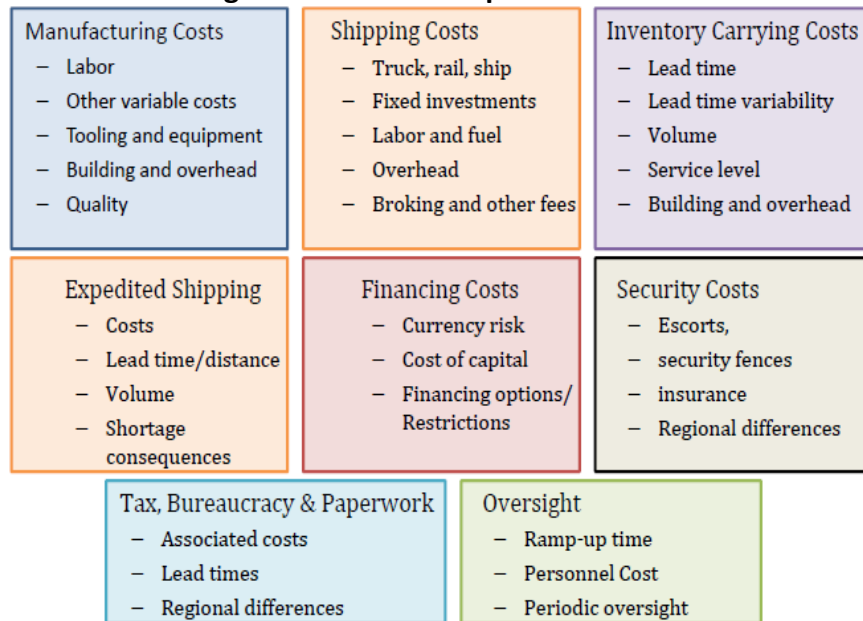 Manufacturing Costs
– Labor
– Other variable costs
– Tooling and equipment
– Building and overhead
– Quality
Shipping Costs
– Truck, rail, ship
– Fixed investments
– Labor and fuel
– Overhead
– Broking and other fees
Inventory Carrying Costs
– Lead time
– Lead time variability
– Volume
– Service level
– Building and overhead
Expedited Shipping
– Costs
– Lead time/distance
– Volume
– Shortage
consequences
Financing Costs
– Currency risk
– Cost of capital
– Financing options/
Restrictions
Security Costs
– Escorts,
– security fences
– insurance
– Regional differences
Tax, Bureaucracy & Paperwork
– Associated costs
– Lead times
– Regional differences
Oversight
– Ramp-up time
– Personnel Cost
– Periodic oversight